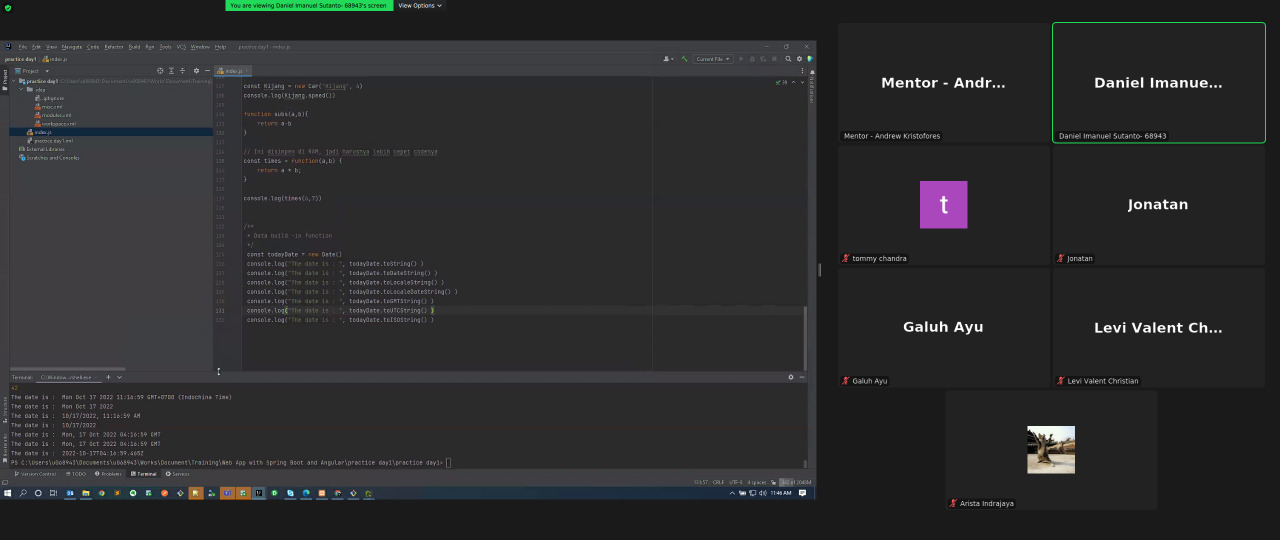 You are viewing Daniel Imanuel Sutanto- 68943's screen
View Options
File Edit View Navigate Code Refactor Build Run Tools VCS Window Help
practice day1 - index.js
practice day1
index.js
Current File
Project
index.js
practice day1
.idea
.gitignore
misc.xml
modules.xml
workspace.xml
index.js
practice day1.iml
External Libraries
Scratches and Consoles
const Kijang = new Car("Kijang", 4)
console.log(Kijang.speed())
function subs(a,b){
return a-b
}
// Ini disimpan di RAM, jadi harusnya lebih cepet
const times = function(a,b) {
return a * b;
}
console.log(times(6,7))
/**
* Data build -in function
*/
const todayDate = new Date()
console.log("The date is : ", todayDate.toString() )
console.log("The date is : ", todayDate.toDateString() )
console.log("The date is : ", todayDate.toLocaleString() )
console.log("The date is : ", todayDate.toLocaleDateString() )
console.log("The date is : ", todayDate.toGMTString() )
console.log("The date is : ", todayDate.toUTCString() )
console.log("The date is : ", todayDate.toISOString() )
Terminal:
42
The date is : Mon Oct 17 2022 11:16:59 GMT+0700 (Indochina Time)
The date is : Mon Oct 17 2022
The date is : 10/17/2022, 11:16:59 AM
The date is : 10/17/2022
The date is : Mon, 17 Oct 2022 04:16:59 GMT
The date is : Mon, 17 Oct 2022 04:16:59 GMT
The date is : 2022-10-17T04:16:59.465Z
PS C:\Users\u068943\Documents\u068943\Works\Document\Training\Web App with Spring Boot and Angular\practice day1\practice day1>
Version Control
TODO
Problems
Terminal
Services
CRLF
UTF-8
4 spaces
11:46 AM
Mentor - Andr...
Mentor - Andrew Kristofores
Daniel Imanue...
Daniel Imanuel Sutanto- 68943
t
tommy chandra
Jonatan
Jonatan
Galuh Ayu
Galuh Ayu
Levi Valent Ch...
Levi Valent Christian
Arista Indrajaya